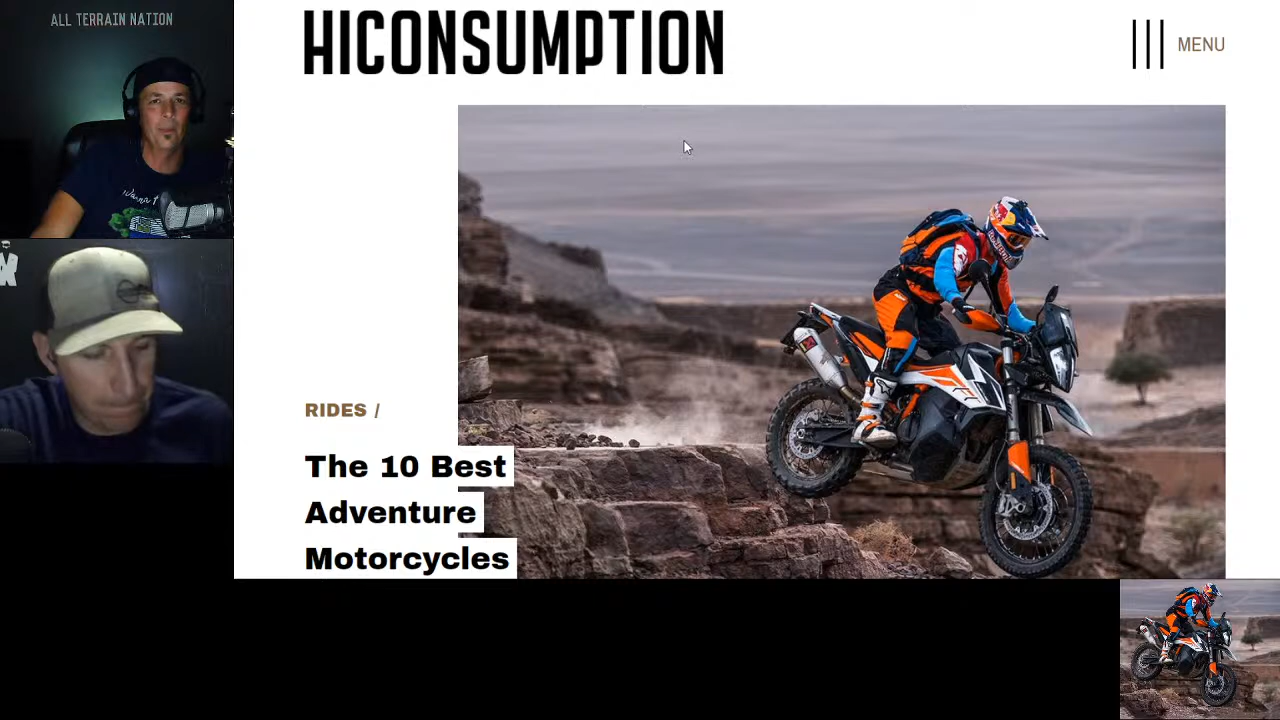 ALL TERRAIN NATION
HICONSUMPTION
MENU
RIDES /
The 10 Best
Adventure
Motorcycles